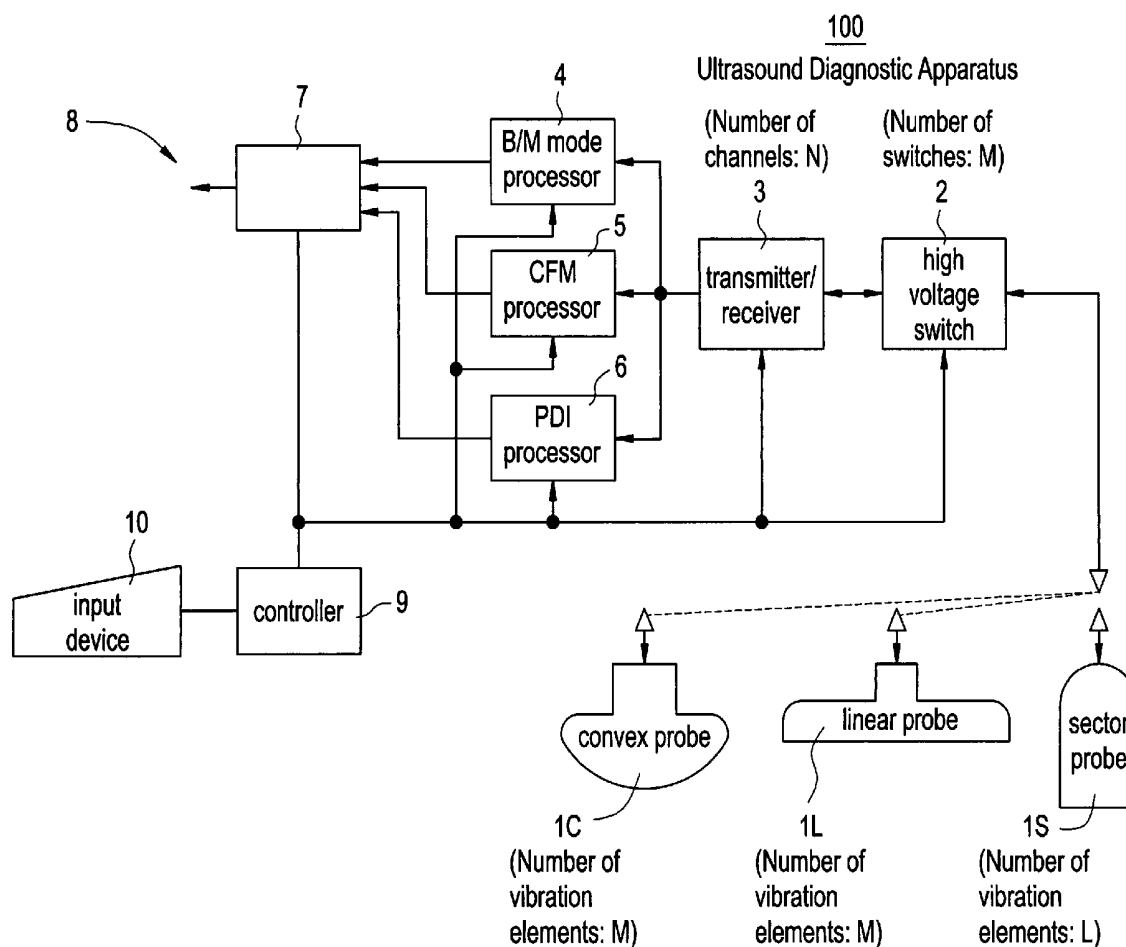 100
Ultrasound Diagnostic Apparatus
(Number of
channels: N)
(Number of
switches: M)
8
7
4
B/M mode
processor
3
transmitter/
receiver
2
high
voltage
switch
5
CFM
processor
6
PDI
processor
10
input
device
controller
9
convex probe
linear probe
sector
probe
1C
(Number of
vibration
elements: M)
1L
(Number of
vibration
elements: M)
1S
(Number of
vibration
elements: L)